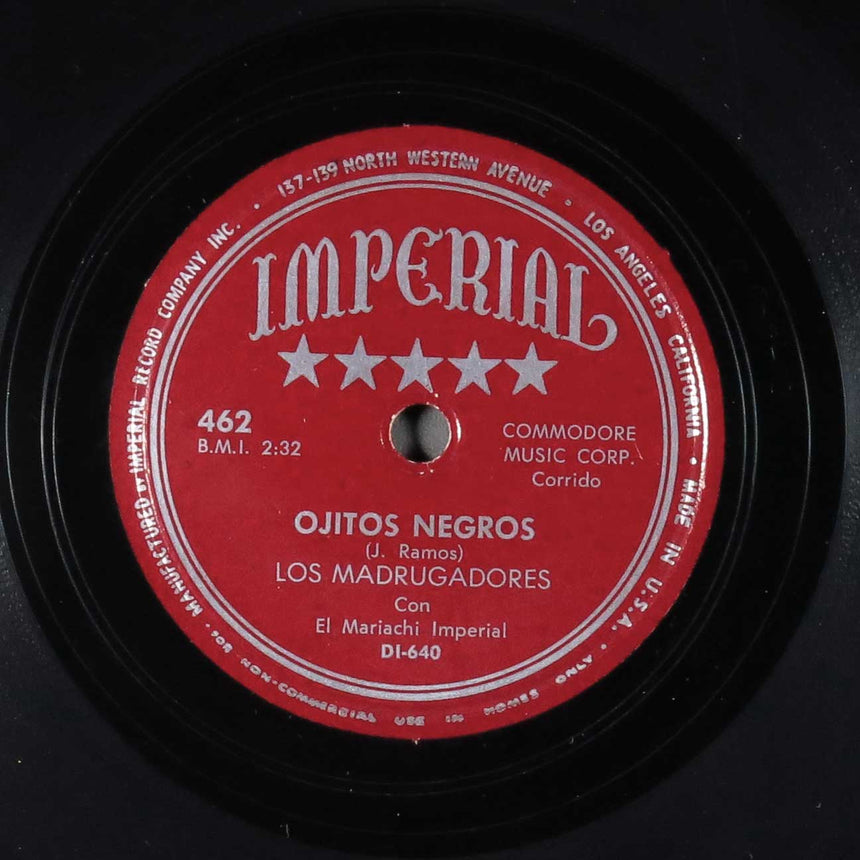 MANUFACTURED BY IMPERIAL RECORD COMPANY INC. • 137-139 NORTH WESTERN AVENUE • LOS ANGELES CALIFORNIA • MADE IN U.S.A. •
FOR NON-COMMERCIAL USE IN HOMES ONLY
IMPERIAL
462
B.M.I. 2:32
COMMODORE
MUSIC CORP.
Corrido
OJITOS NEGROS
(J. Ramos)
LOS MADRUGADORES
Con
El Mariachi Imperial
DI-640